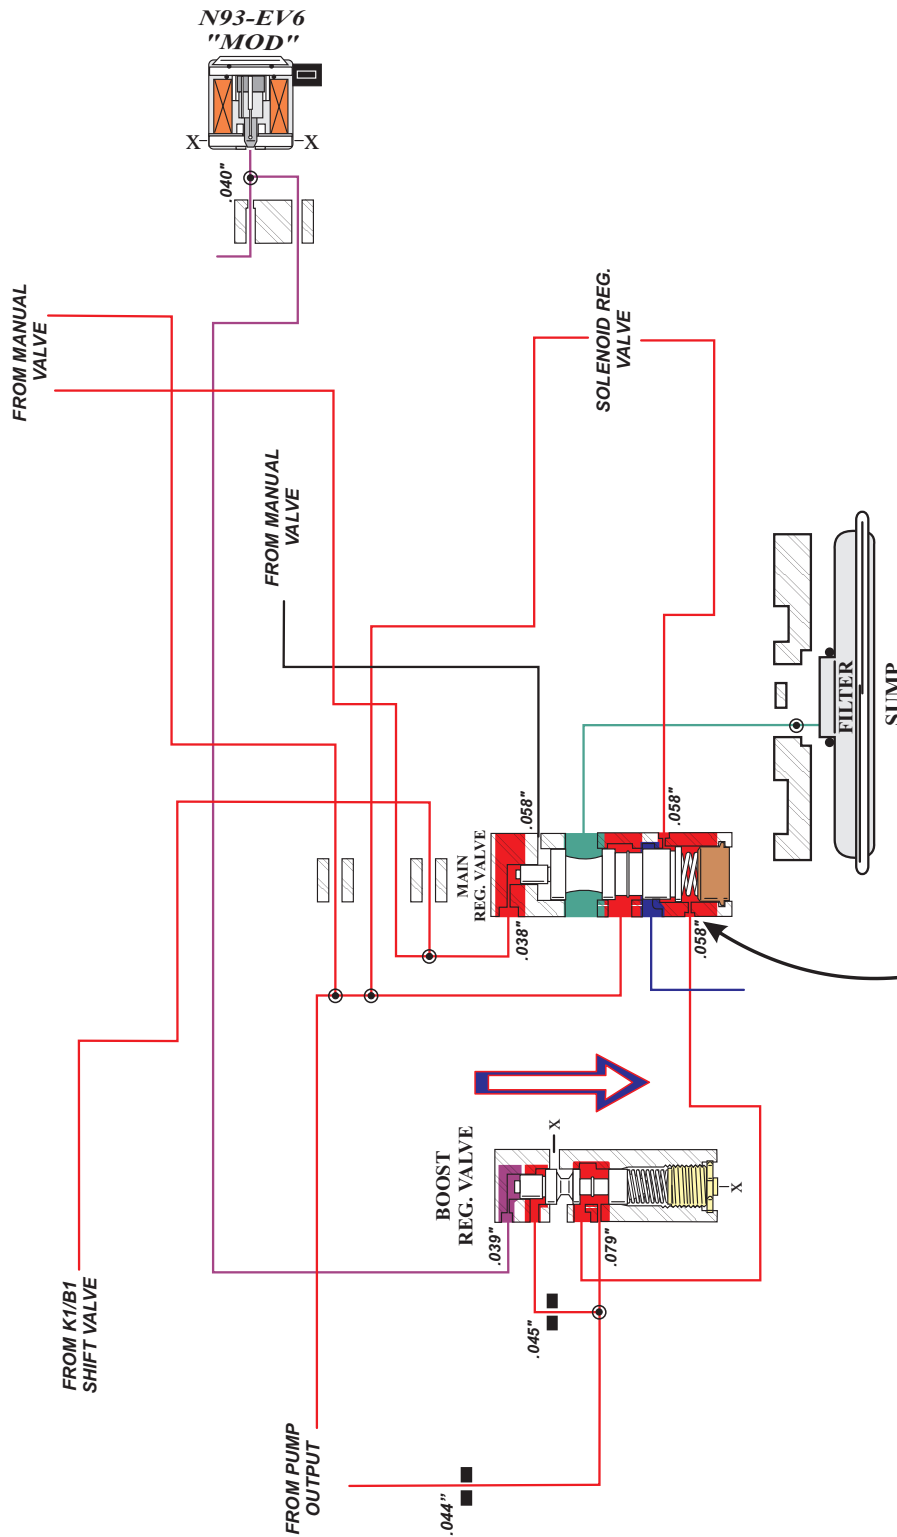 N93-EV6
"MOD"
X
X
.040"
FROM MANUAL
VALVE
SOLENOID REG.
VALVE
FROM MANUAL
VALVE
FILTER
SUMP
MAIN
REG. VALVE
.058"
.058"
.038"
.058"
BOOST
REG. VALVE
X
X
.039"
.079"
.045"
FROM K1/B1
SHIFT VALVE
FROM PUMP
OUTPUT
.044"